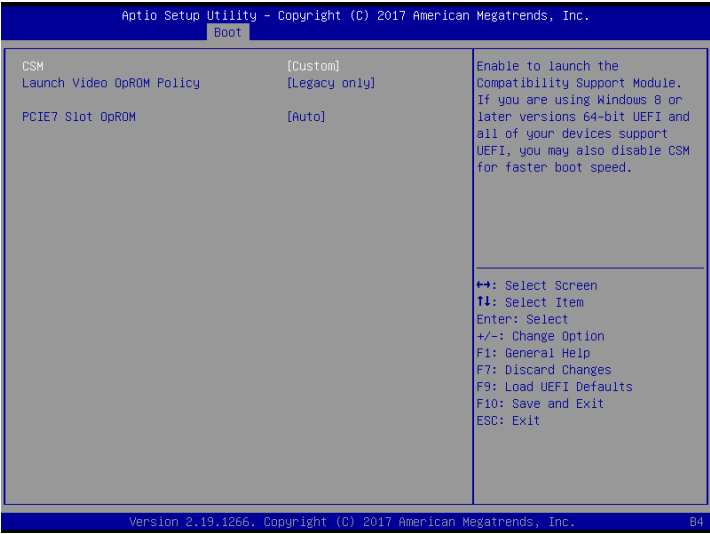 Aptio Setup Utility – Copyright (C) 2017 American Megatrends, Inc.
Boot
CSM [Custom]
Launch Video OpROM Policy [Legacy only]
PCIE7 Slot OpROM [Auto]
Enable to launch the
Compatibility Support Module.
If you are using Windows 8 or
later versions 64-bit UEFI and
all of your devices support
UEFI, you may also disable CSM
for faster boot speed.
↔: Select Screen
↑↓: Select Item
Enter: Select
+/-: Change Option
F1: General Help
F7: Discard Changes
F9: Load UEFI Defaults
F10: Save and Exit
ESC: Exit
Version 2.19.1266. Copyright (C) 2017 American Megatrends, Inc.
B4